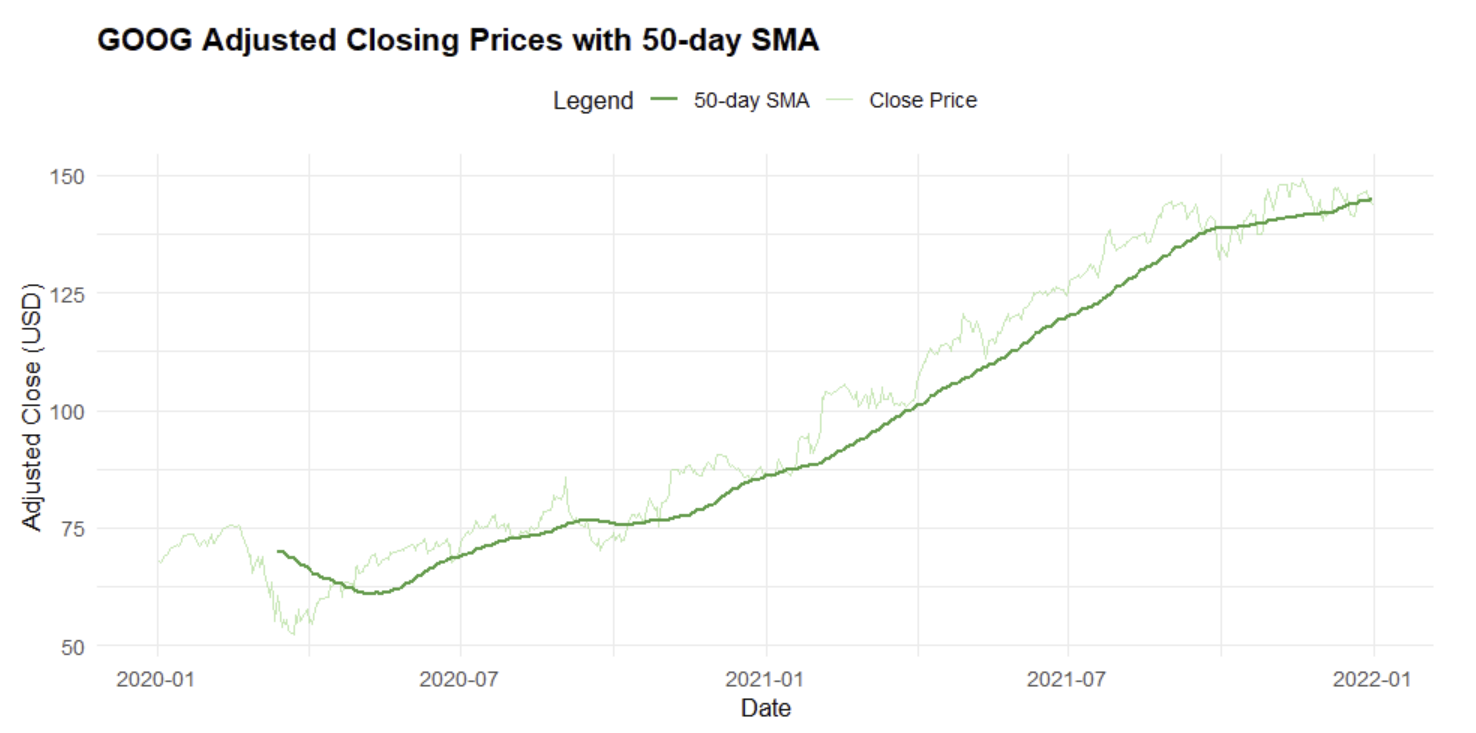 GOOG Adjusted Closing Prices with 50-day SMA
Legend 50-day SMA Close Price
Adjusted Close (USD)
150
125
100
75
50
2020-01 2020-07 2021-01 2021-07 2022-01
Date